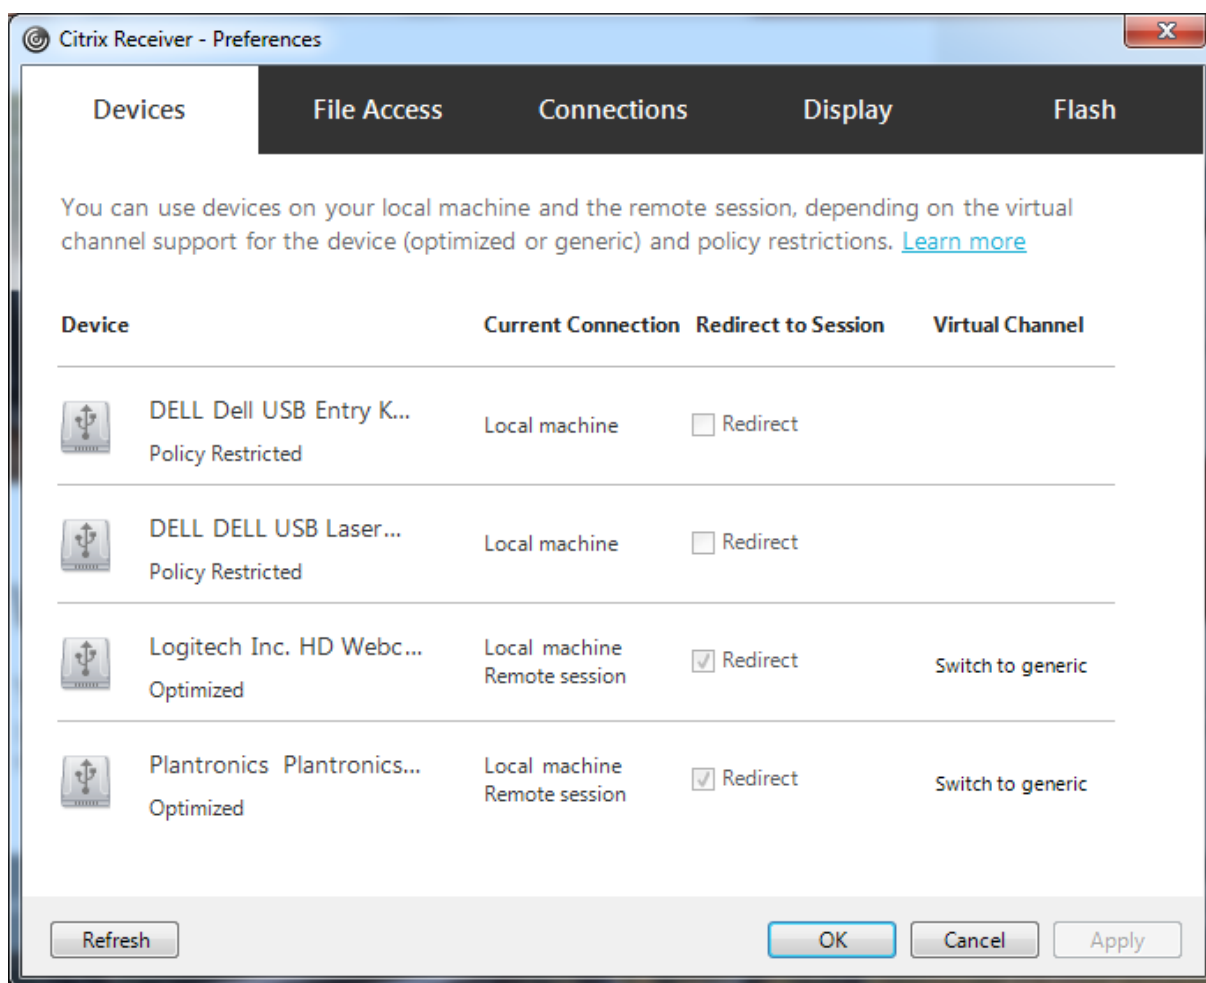 Citrix Receiver - Preferences
Devices File Access Connections Display Flash
You can use devices on your local machine and the remote session, depending on the virtual
channel support for the device (optimized or generic) and policy restrictions. Learn more
Device Current Connection Redirect to Session Virtual Channel
DELL Dell USB Entry K...
Policy Restricted
Local machine
Redirect
DELL DELL USB Laser...
Policy Restricted
Local machine
Redirect
Logitech Inc. HD Webc...
Optimized
Local machine
Remote session
Redirect
Switch to generic
Plantronics Plantronics...
Optimized
Local machine
Remote session
Redirect
Switch to generic
Refresh OK Cancel Apply